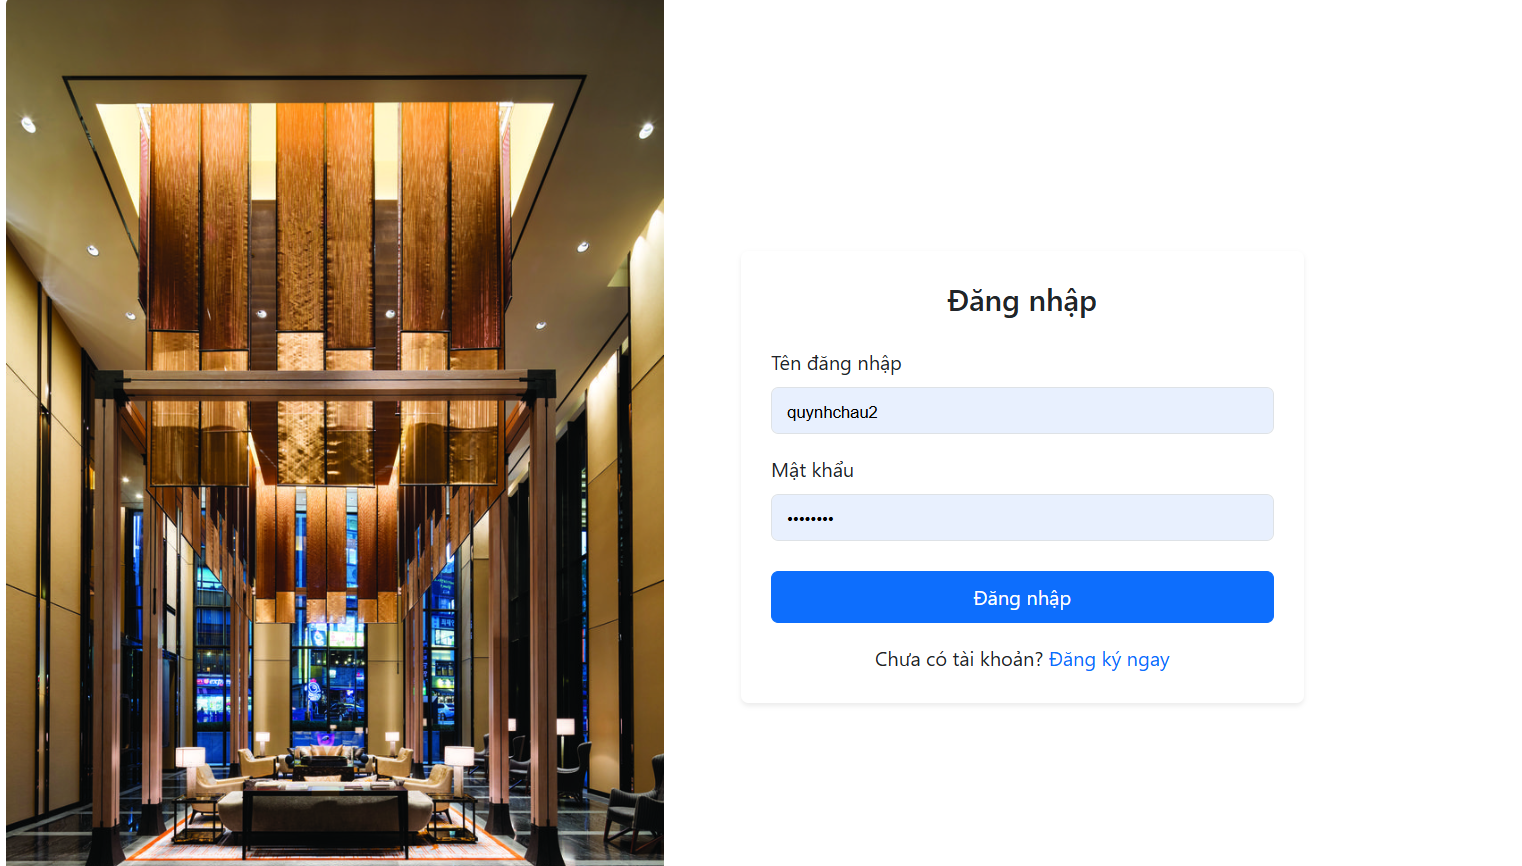 Đăng nhập
Tên đăng nhập
quynhchau2
Mật khẩu
••••••••
Đăng nhập
Chưa có tài khoản? Đăng ký ngay